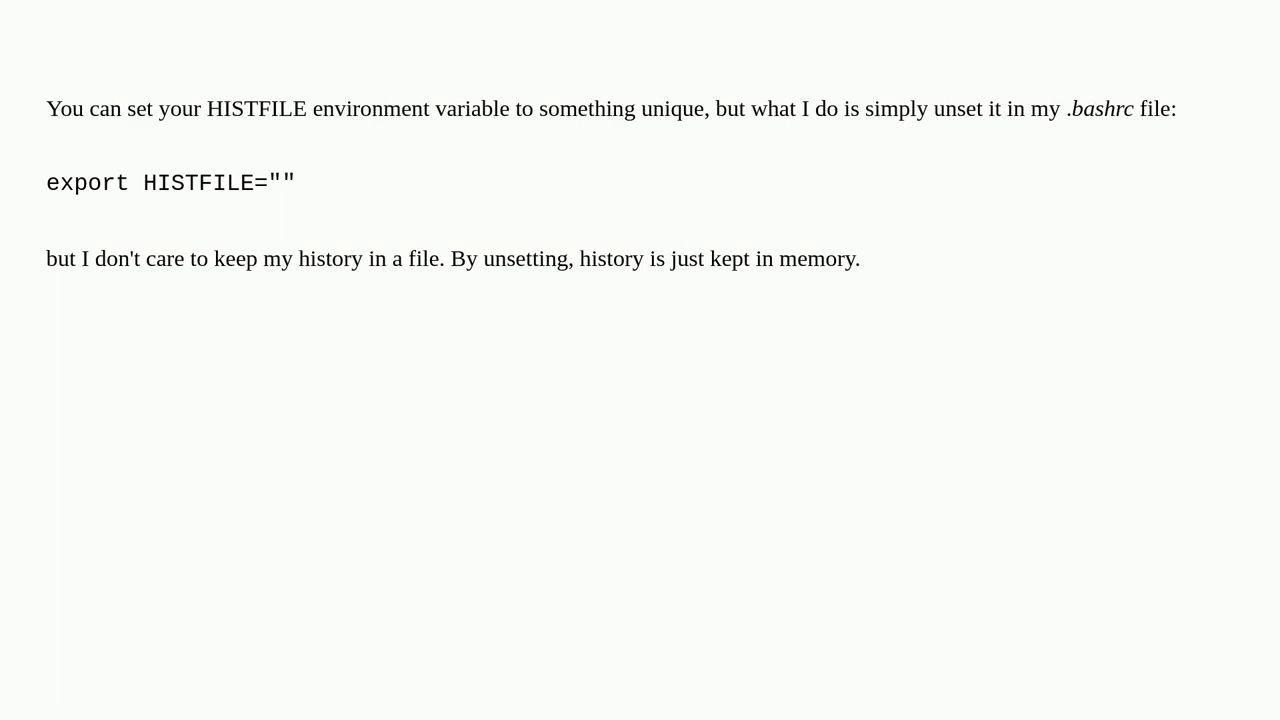 You can set your HISTFILE environment variable to something unique, but what I do is simply unset it in my .bashrc file:
export HISTFILE=""
but I don't care to keep my history in a file. By unsetting, history is just kept in memory.